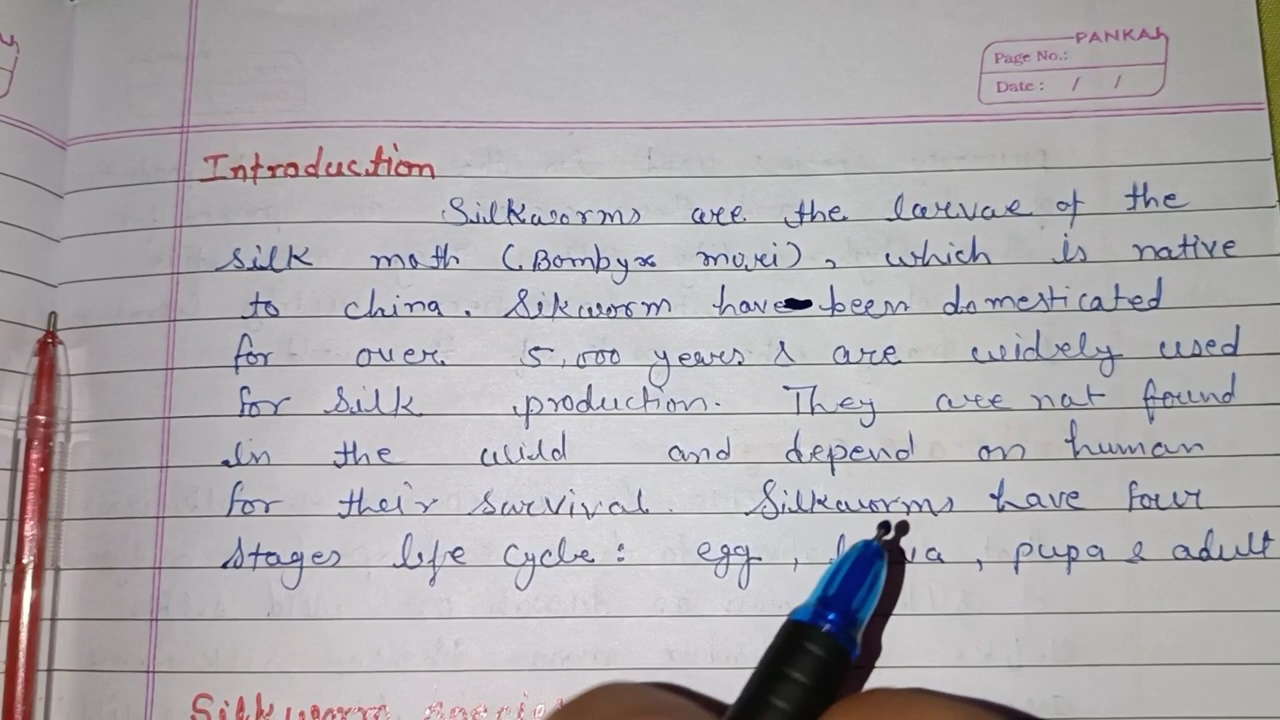 PANKAJ
Page No.:
Date: / /
Introduction
Silkworms are the larvae of the
silk moth (Bombyx mori), which is native
to china. Sikworm have been domesticated
for over 5,000 years & are widely used
for silk production. They are not found
In the wild and depend on human
for their survival. Silkworms have four
stages life cycle: egg, , pupa & adult
Silkworm species